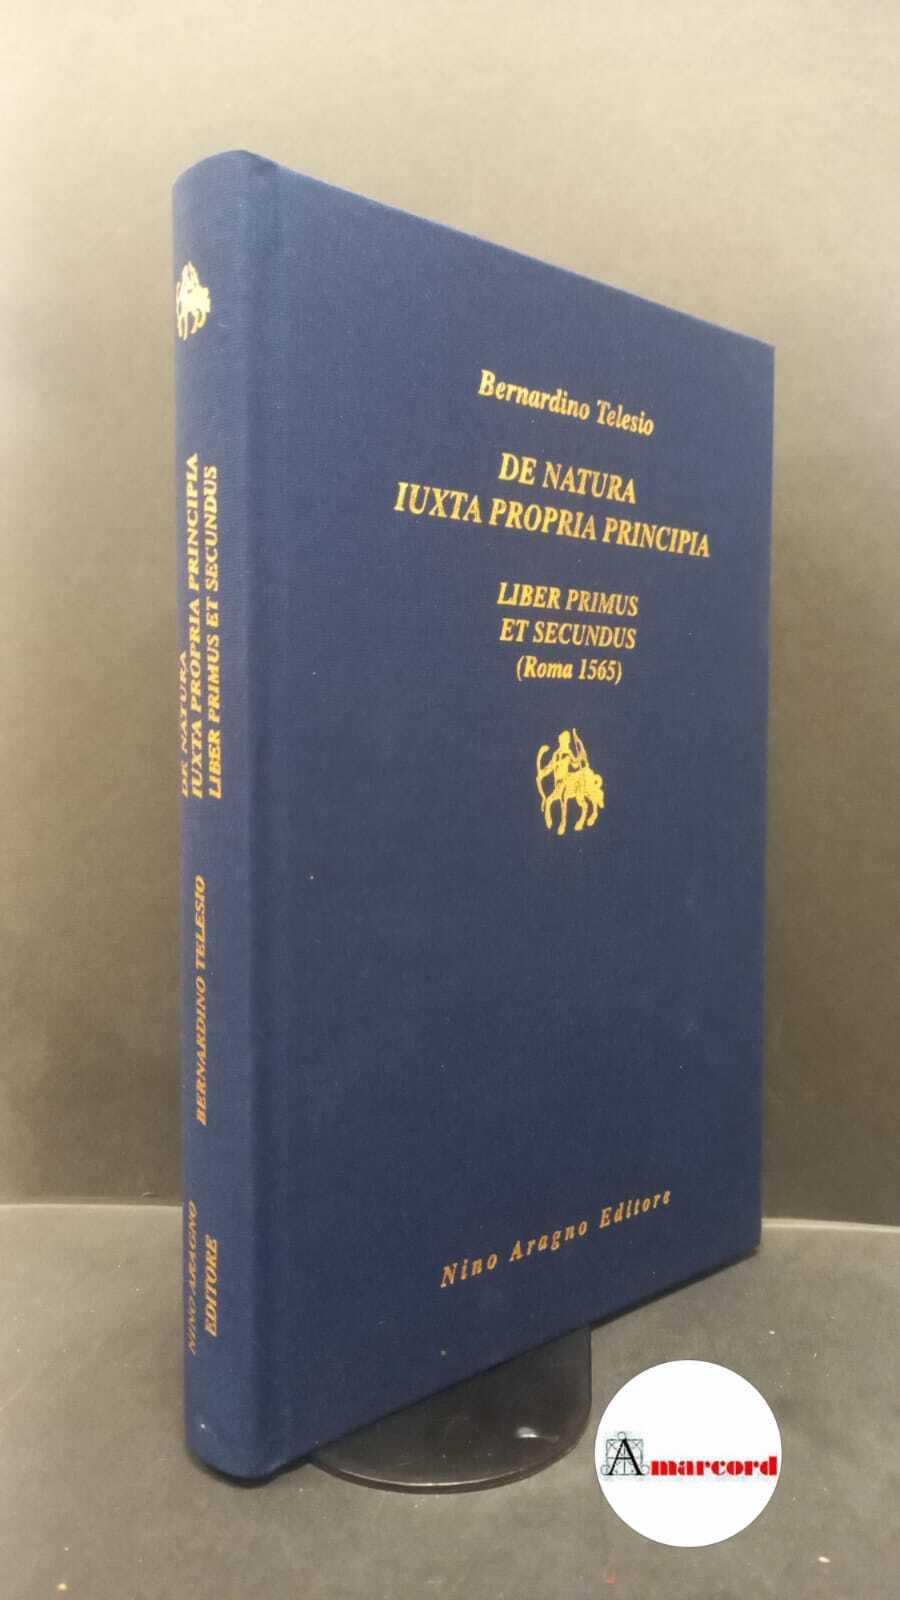 Bernardino Telesio
DE NATURA
IUXTA PROPRIA PRINCIPIA
LIBER PRIMUS
ET SECUNDUS
(Roma 1565)
Nino Aragno Editore
DE NATURA
IUXTA PROPRIA PRINCIPIA
LIBER PRIMUS ET SECUNDUS
BERNARDINO TELESIO
NINO ARAGNO
EDITORE
Amarcord